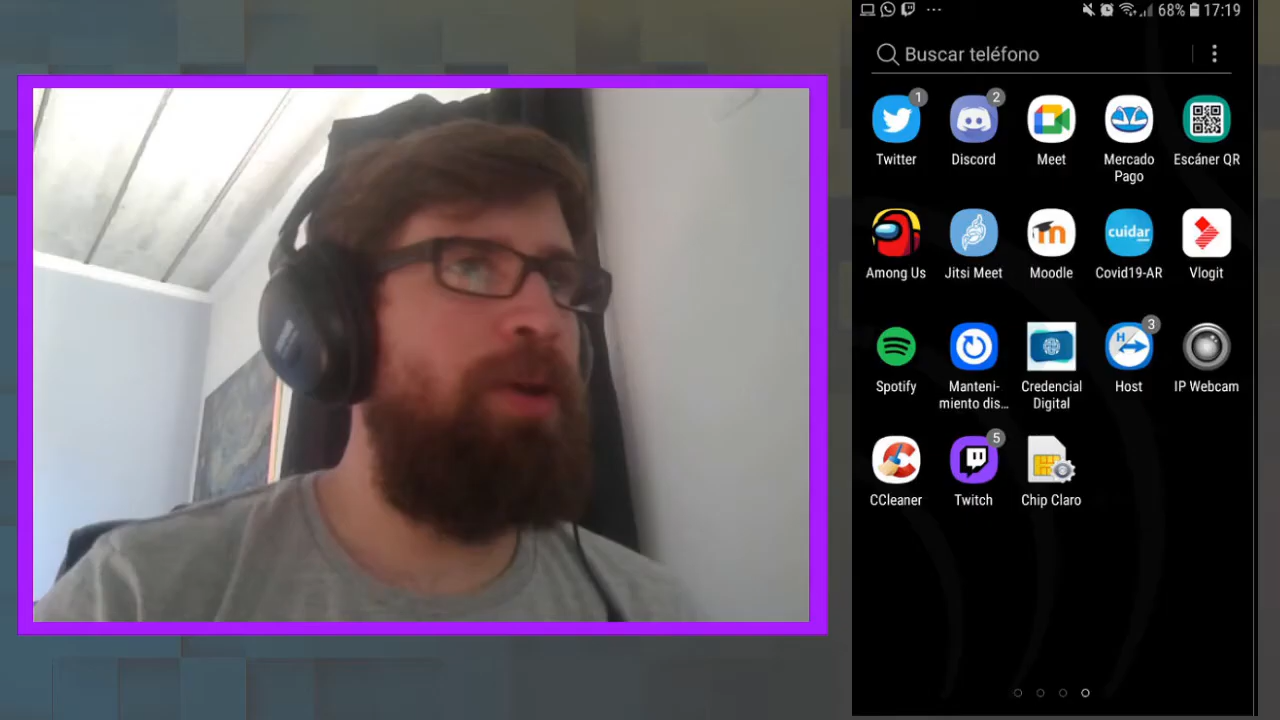 68% 17:19
Buscar teléfono
1
2
Twitter
Discord
Meet
Mercado
Pago
Escáner QR
cuidar
Among Us
Jitsi Meet
Moodle
Covid19-AR
Vlogit
H
3
Spotify
Manteni-
miento dis...
Credencial
Digital
Host
IP Webcam
5
CCleaner
Twitch
Chip Claro